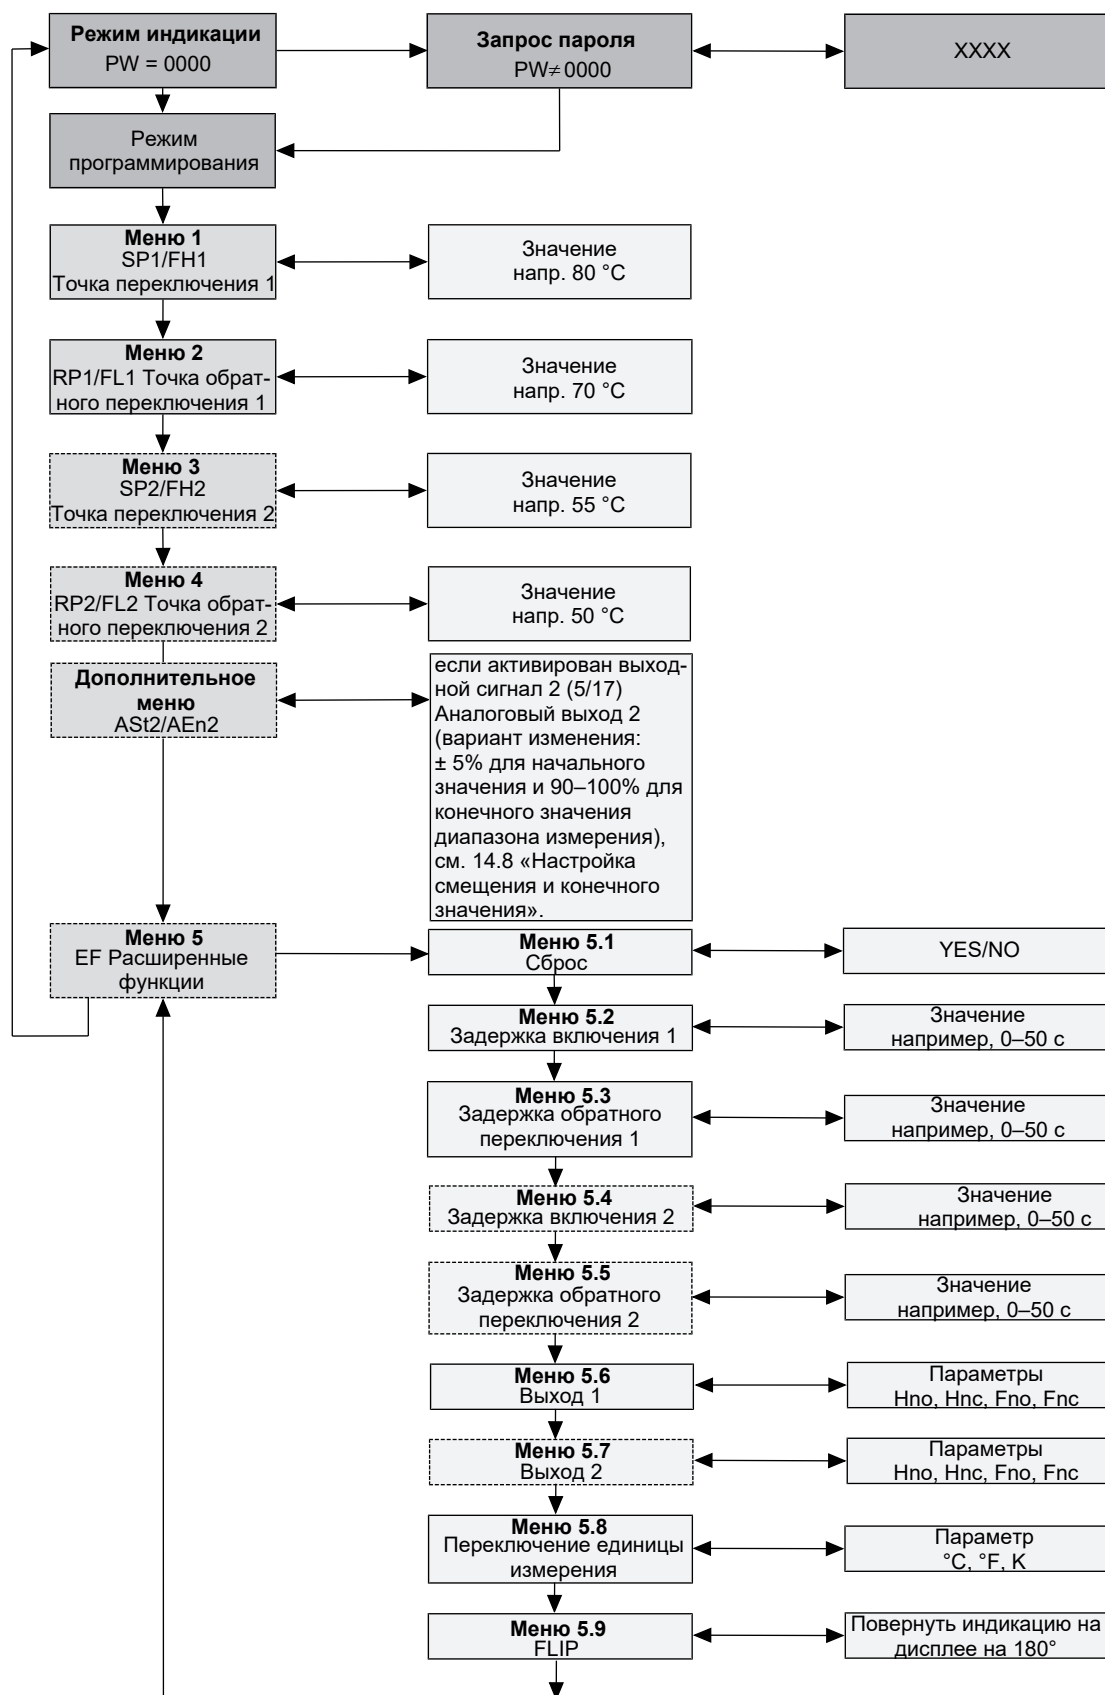 Режим индикации
PW = 0000
Запрос пароля
PW≠0000
XXXX
Режим
программирования
Меню 1
SP1/FH1
Точка переключения 1
Значение
напр. 80 °C
Меню 2
RP1/FL1 Точка обрат-
ного переключения 1
Значение
напр. 70 °C
Меню 3
SP2/FH2
Точка переключения 2
Значение
напр. 55 °C
Меню 4
RP2/FL2 Точка обрат-
ного переключения 2
Значение
напр. 50 °C
Дополнительное
меню
ASt2/AEn2
если активирован выход-
ной сигнал 2 (5/17)
Аналоговый выход 2
(вариант изменения:
± 5% для начального
значения и 90–100% для
конечного значения
диапазона измерения),
см. 14.8 «Настройка
смещения и конечного
значения».
Меню 5
EF Расширенные
функции
Меню 5.1
Сброс
YES/NO
Меню 5.2
Задержка включения 1
Значение
например, 0–50 с
Меню 5.3
Задержка обратного
переключения 1
Значение
например, 0–50 с
Меню 5.4
Задержка включения 2
Значение
например, 0–50 с
Меню 5.5
Задержка обратного
переключения 2
Значение
например, 0–50 с
Меню 5.6
Выход 1
Параметры
Hno, Hnc, Fno, Fnc
Меню 5.7
Выход 2
Параметры
Hno, Hnc, Fno, Fnc
Меню 5.8
Переключение единицы
измерения
Параметр
°C, °F, K
Меню 5.9
FLIP
Повернуть индикацию на
дисплее на 180°